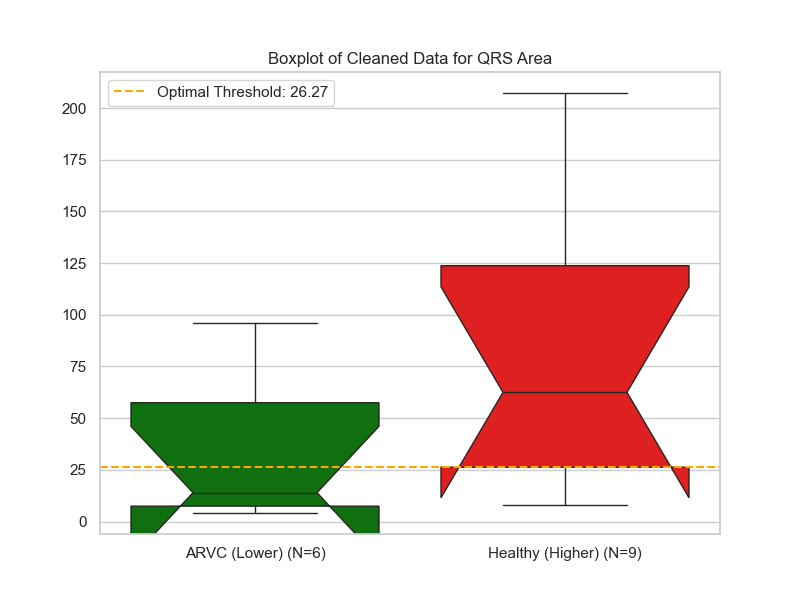 Boxplot of Cleaned Data for QRS Area
Optimal Threshold: 26.27
200
175
150
125
100
75
50
25
0
ARVC (Lower) (N=6)
Healthy (Higher) (N=9)